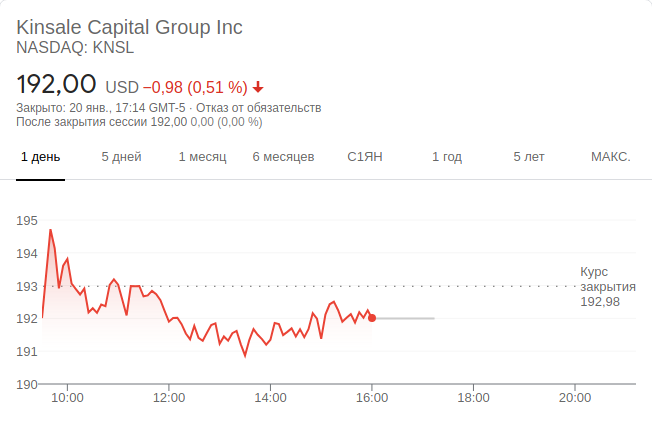 Kinsale Capital Group Inc
NASDAQ: KNSL
192,00 USD −0,98 (0,51 %)
Закрыто: 20 янв., 17:14 GMT-5 · Отказ от обязательств
После закрытия сессии 192,00 0,00 (0,00 %)
1 день 5 дней 1 месяц 6 месяцев С1ЯН 1 год 5 лет МАКС.
195
194
193
192
191
190
Курс
закрытия
192,98
10:00 12:00 14:00 16:00 18:00 20:00